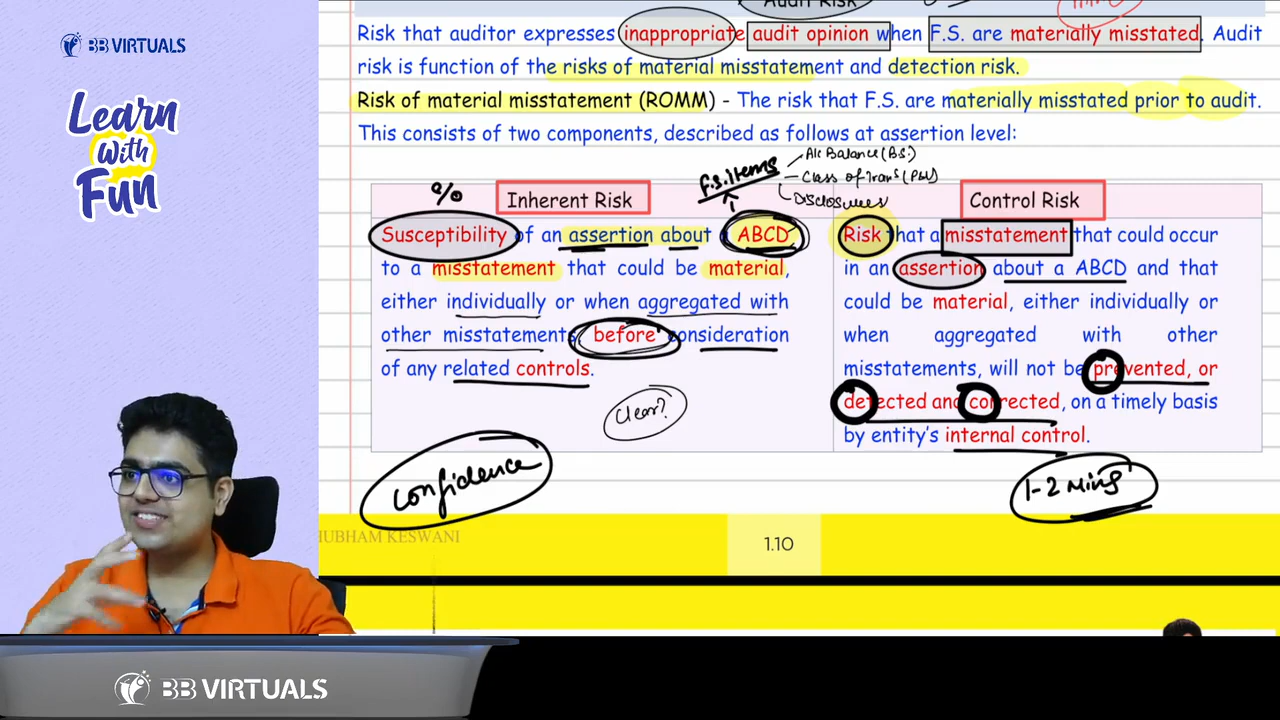 Audit Risk
BB VIRTUALS
Learn
With
Fun
Risk that auditor expresses inappropriate audit opinion when F.S. are materially misstated. Audit
risk is function of the risks of material misstatement and detection risk.
Risk of material misstatement (ROMM) - The risk that F.S. are materially misstated prior to audit.
This consists of two components, described as follows at assertion level:
F.S. items
A/c Balance (B.S.)
Class of Trans (P&L)
Disclosures
Inherent Risk
Susceptibility of an assertion about a ABCD
to a misstatement that could be material,
either individually or when aggregated with
other misstatements, before consideration
of any related controls.
Clear?
Confidence
Control Risk
Risk that a misstatement that could occur
in an assertion about a ABCD and that
could be material, either individually or
when aggregated with other
misstatements, will not be prevented, or
detected and corrected, on a timely basis
by entity's internal control.
1-2 Mins
HUBHAM KESWANI
1.10
BB VIRTUALS